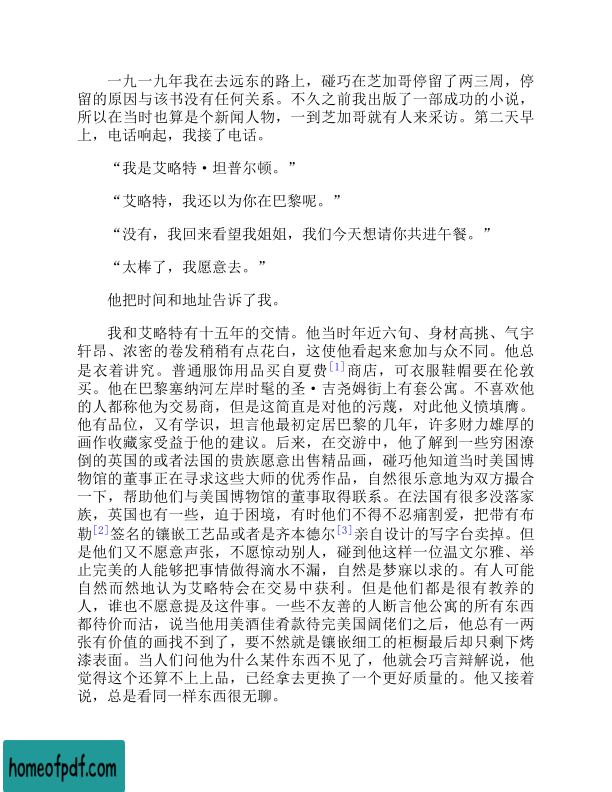 一九一九年我在去远东的路上，碰巧在芝加哥停留了两三周，停
留的原因与该书没有任何关系。不久之前我出版了一部成功的小说，
所以在当时也算是个新闻人物，一到芝加哥就有人来采访。第二天早
上，电话响起，我接了电话。
“我是艾略特·坦普尔顿。”
“艾略特，我还以为你在巴黎呢。”
“没有，我回来看望我姐姐，我们今天想请你共进午餐。”
“太棒了，我愿意去。”
他把时间和地址告诉了我。
我和艾略特有十五年的交情。他当时年近六旬、身材高挑、气宇
轩昂、浓密的卷发稍稍有点花白，这使他看起来愈加与众不同。他总
是衣着讲究。普通服饰用品买自夏费[1]商店，可衣服鞋帽要在伦敦
买。他在巴黎塞纳河左岸时髦的圣·吉尧姆街上有套公寓。不喜欢他
的人都称他为交易商，但是这简直是对他的污蔑，对此他义愤填膺。
他有品位，又有学识，坦言他最初定居巴黎的几年，许多财力雄厚的
画作收藏家受益于他的建议。后来，在交游中，他了解到一些穷困潦
倒的英国的或者法国的贵族愿意出售精品画，碰巧他知道当时美国博
物馆的董事正在寻求这些大师的优秀作品，自然很乐意地为双方撮合
一下，帮助他们与美国博物馆的董事取得联系。在法国有很多没落家
族，英国也有一些，迫于困境，有时他们不得不忍痛割爱，把带有布
勒[2]签名的镶嵌工艺品或者是齐本德尔[3]亲自设计的写字台卖掉。但
是他们又不愿意声张，不愿惊动别人，碰到他这样一位温文尔雅、举
止完美的人能够把事情做得滴水不漏，自然是梦寐以求的。有人可能
自然而然地认为艾略特会在交易中获利。但是他们都是很有教养的
人，谁也不愿意提及这件事。一些不友善的人断言他公寓的所有东西
都待价而沽，说当他用美酒佳肴款待完美国阔佬们之后，他总有一两
张有价值的画找不到了，要不然就是镶嵌细工的柜橱最后却只剩下烤
漆表面。当人们问他为什么某件东西不见了，他就会巧言辩解说，他
觉得这个还算不上上品，已经拿去更换了一个更好质量的。他又接着
说，总是看同一样东西很无聊。
homeofpdf.com